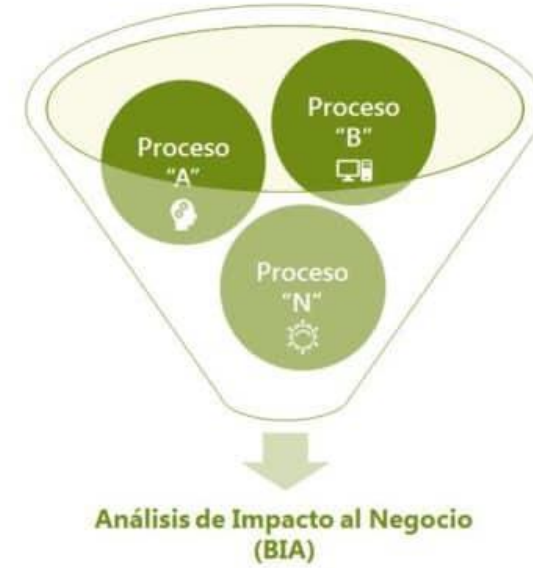 Proceso
"A"
Proceso
"B"
Proceso
"N"
Análisis de Impacto al Negocio
(BIA)